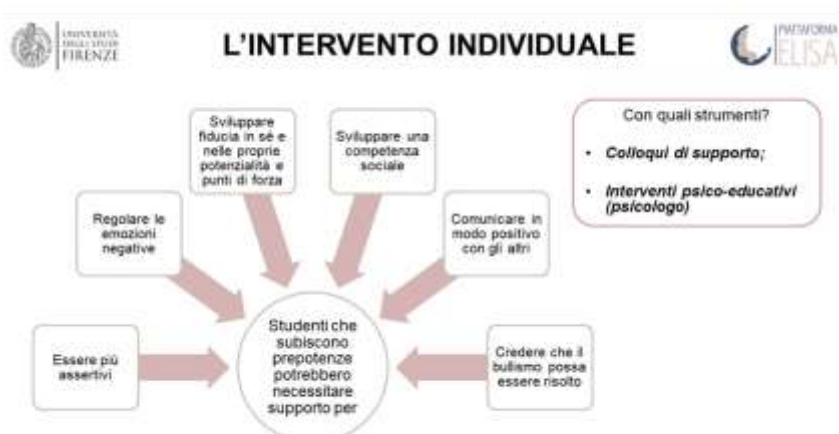 UNIVERSITÀ
DEGLI STUDI
FIRENZE
L'INTERVENTO INDIVIDUALE
PIATTAFORMA
ELISA
Sviluppare
fiducia in sé e
nelle proprie
potenzialità e
punti di forza
Sviluppare una
competenza
sociale
Con quali strumenti?
• Colloqui di supporto;
• Interventi psico-educativi
(psicologo)
Regolare le
emozioni
negative
Comunicare in
modo positivo
con gli altri
Essere più
assertivi
Studenti che
subiscono
prepotenze
potrebbero
necessitare
supporto per
Credere che il
bullismo possa
essere risolto